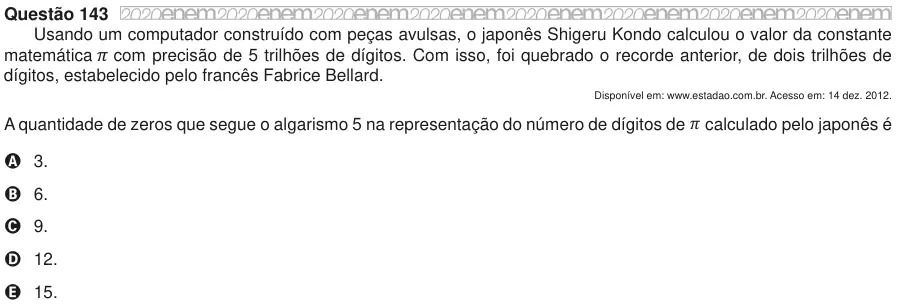 Questão 143 2020enem2020enem2020enem2020enem2020enem2020enem2020enem2020enem
Usando um computador construído com peças avulsas, o japonês Shigeru Kondo calculou o valor da constante
matemática π com precisão de 5 trilhões de dígitos. Com isso, foi quebrado o recorde anterior, de dois trilhões de
dígitos, estabelecido pelo francês Fabrice Bellard.
Disponível em: www.estadao.com.br. Acesso em: 14 dez. 2012.
A quantidade de zeros que segue o algarismo 5 na representação do número de dígitos de π calculado pelo japonês é
A 3.
B 6.
C 9.
D 12.
E 15.